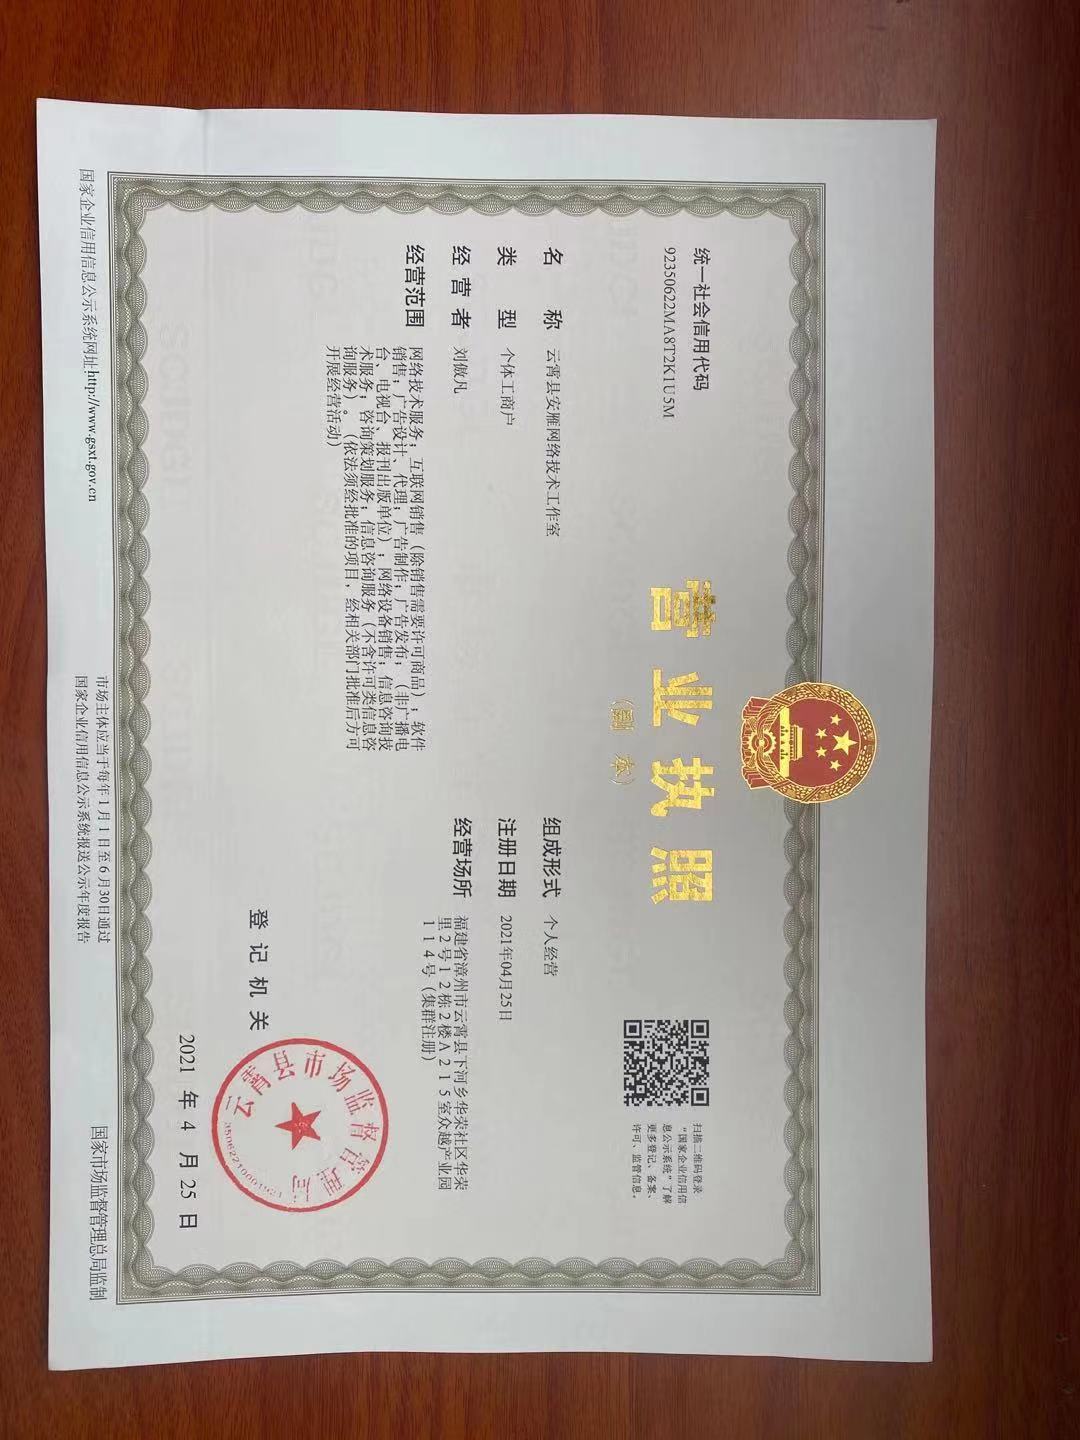 营业执照
(副 本)
统一社会信用代码
92350622MA8T2K1U5M
扫描二维码登录
“国家企业信用信
息公示系统”了解
更多登记、备案、
许可、监管信息。
名 称 云霄县安雁网络技术工作室
类 型 个体工商户
经营者 刘傲凡
经营范围 网络技术服务；互联网销售（除销售需要许可商品）；软件
销售；广告设计、代理；广告制作；广告发布；（非广播电
台、电视台、报刊出版单位）；网络设备销售；信息咨询技
术服务；咨询策划服务；信息咨询服务（不含许可类信息咨
询服务）。（依法须经批准的项目，经相关部门批准后方可
开展经营活动）
组成形式 个人经营
注册日期 2021年04月25日
经营场所 福建省漳州市云霄县下河乡华荣社区华荣
里２号１２栋２楼Ａ２１５室众越产业园
１１４号（集群注册）
登记机关
云霄县市场监督管理局
2021 年 4 月 25 日
国家企业信用信息公示系统网址:http://www.gsxt.gov.cn
市场主体应当于每年1月1日至6月30日通过
国家企业信用信息公示系统报送公示年度报告
国家市场监督管理总局监制